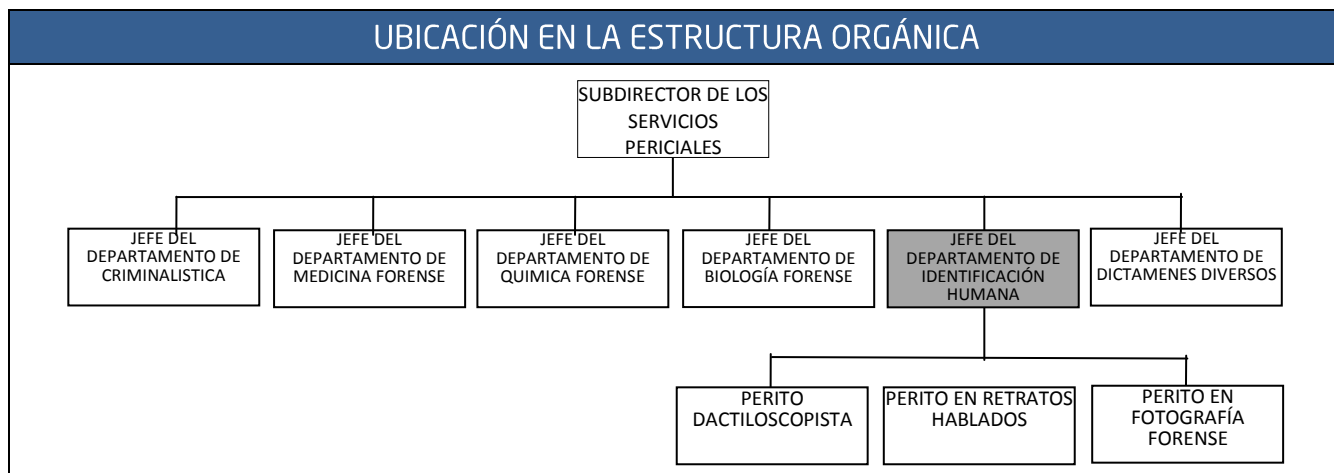 UBICACIÓN EN LA ESTRUCTURA ORGÁNICA
SUBDIRECTOR DE LOS
SERVICIOS
PERICIALES
JEFE DEL
DEPARTAMENTO DE
CRIMINALISTICA
JEFE DEL
DEPARTAMENTO DE
MEDICINA FORENSE
JEFE DEL
DEPARTAMENTO DE
QUIMICA FORENSE
JEFE DEL
DEPARTAMENTO DE
BIOLOGÍA FORENSE
JEFE DEL
DEPARTAMENTO DE
IDENTIFICACIÓN
HUMANA
JEFE DEL
DEPARTAMENTO DE
DICTAMENES DIVERSOS
PERITO
DACTILOSCOPISTA
PERITO EN RETRATOS
HABLADOS
PERITO EN
FOTOGRAFÍA
FORENSE